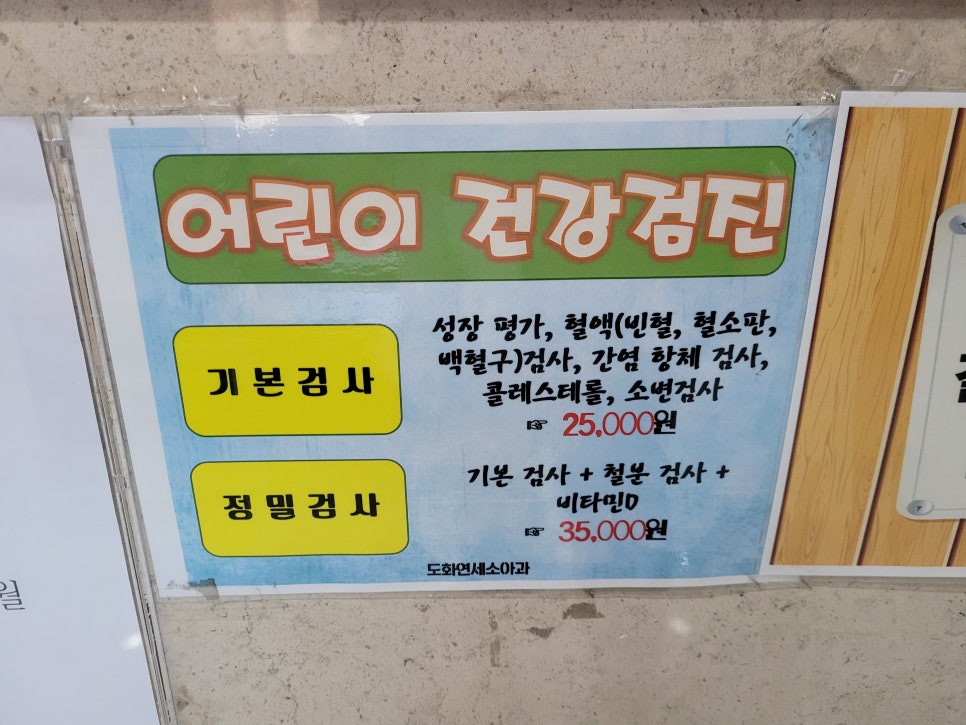 어린이 건강검진
기본검사
성장 평가, 혈액(빈혈, 혈소판,
백혈구)검사, 간염 항체 검사,
콜레스테롤, 소변검사
☞ 25,000원
정밀검사
기본 검사 + 철분 검사 +
비타민D
☞ 35,000원
도화연세소아과
월